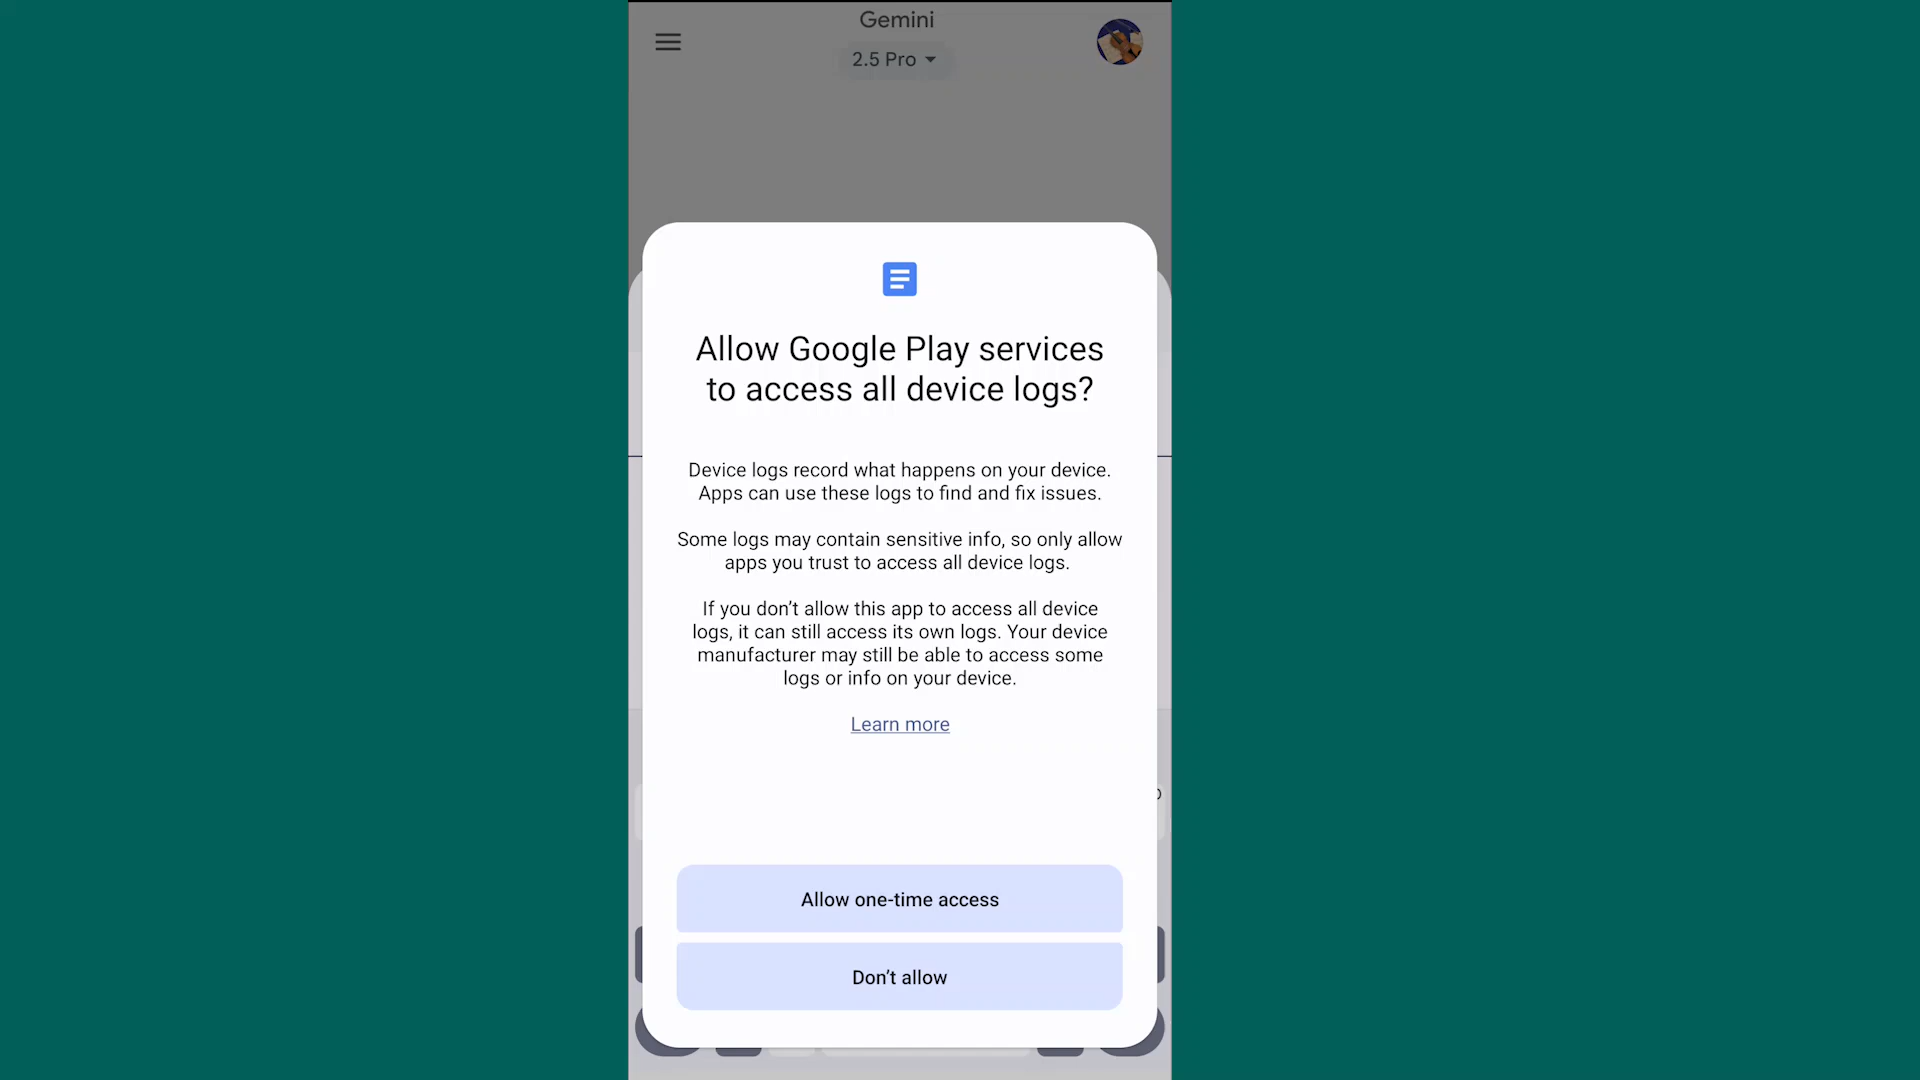 Gemini
2.5 Pro
Allow Google Play services
to access all device logs?
Device logs record what happens on your device.
Apps can use these logs to find and fix issues.
Some logs may contain sensitive info, so only allow
apps you trust to access all device logs.
If you don’t allow this app to access all device
logs, it can still access its own logs. Your device
manufacturer may still be able to access some
logs or info on your device.
Learn more
Allow one-time access
Don’t allow